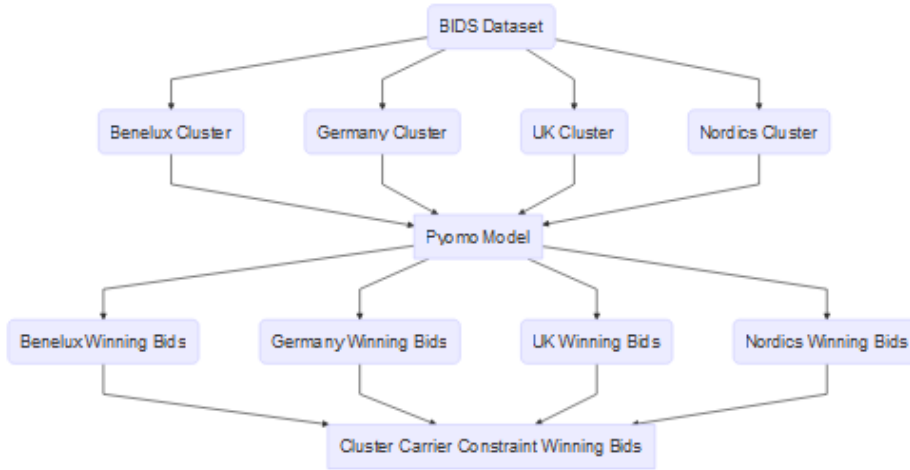 BIDS Dataset
Benelux Cluster
Germany Cluster
UK Cluster
Nordics Cluster
Pyomo Model
Benelux Winning Bids
Germany Winning Bids
UK Winning Bids
Nordics Winning Bids
Cluster Carrier Constraint Winning Bids